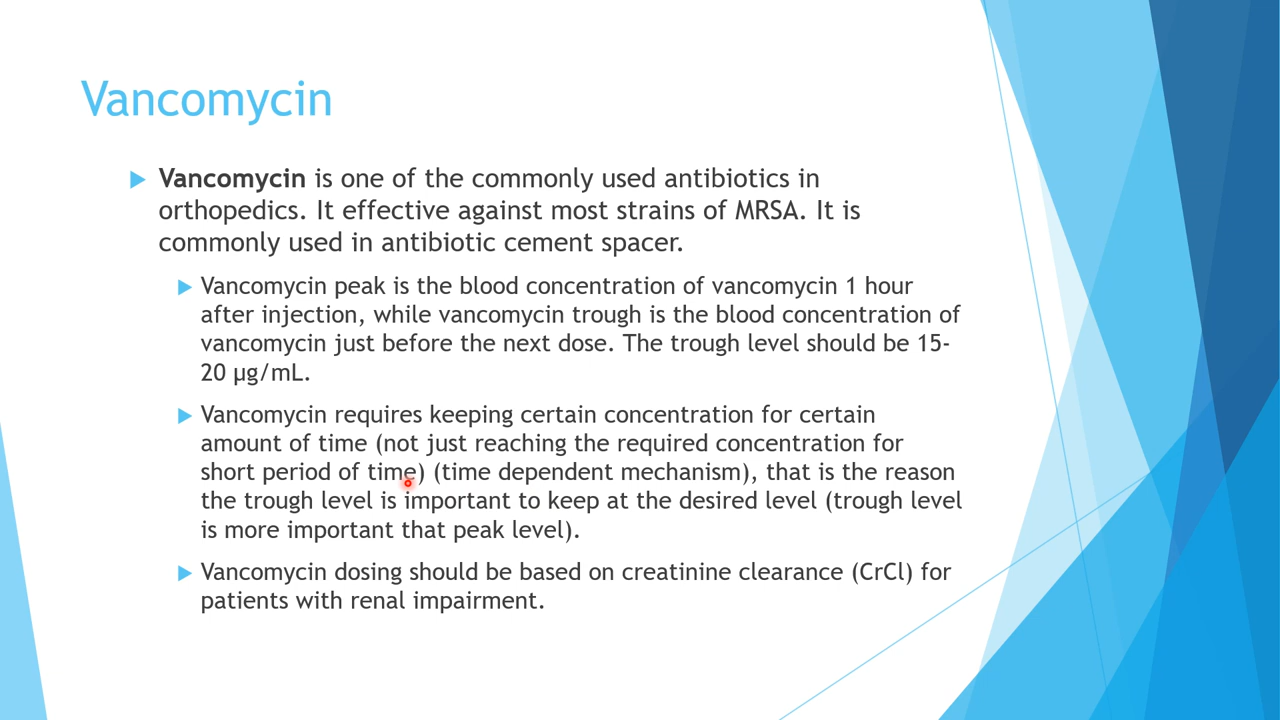 Vancomycin
Vancomycin is one of the commonly used antibiotics in
orthopedics. It effective against most strains of MRSA. It is
commonly used in antibiotic cement spacer.
Vancomycin peak is the blood concentration of vancomycin 1 hour
after injection, while vancomycin trough is the blood concentration of
vancomycin just before the next dose. The trough level should be 15-
20 µg/mL.
Vancomycin requires keeping certain concentration for certain
amount of time (not just reaching the required concentration for
short period of time) (time dependent mechanism), that is the reason
the trough level is important to keep at the desired level (trough level
is more important that peak level).
Vancomycin dosing should be based on creatinine clearance (CrCl) for
patients with renal impairment.